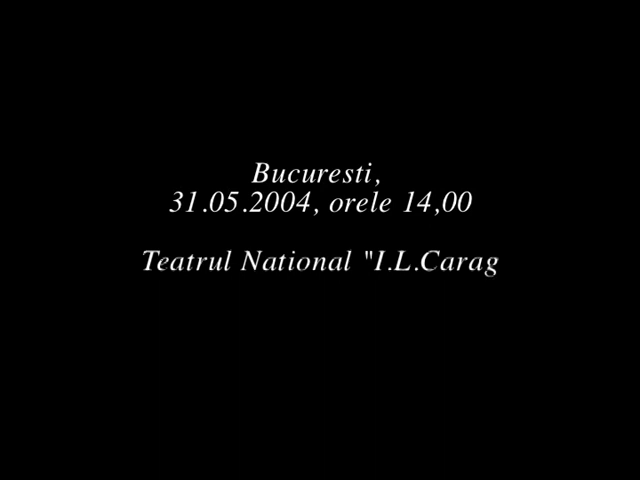 Bucuresti,
31.05.2004, orele 14,00
Teatrul National "I.L.Carag